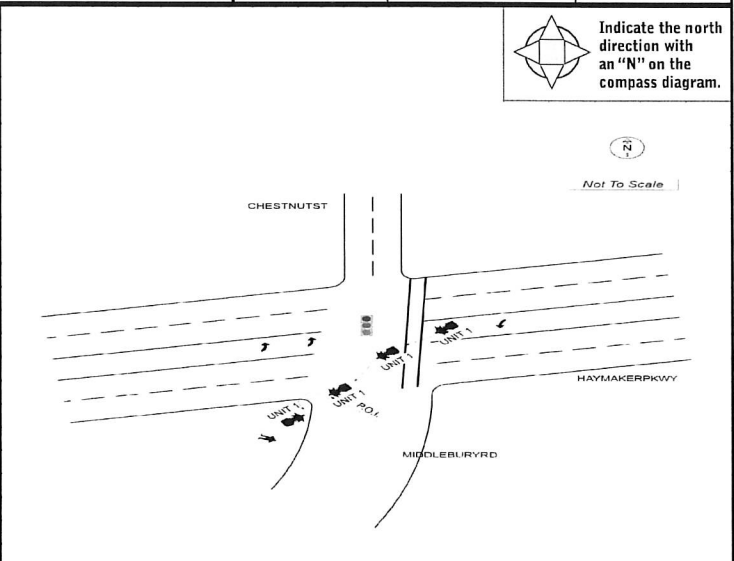 Indicate the north
direction with
an "N" on the
compass diagram.
N
Not To Scale
CHESTNUTST
UNIT 1
UNIT 1
UNIT 1
P.O.I.
UNIT 1
HAYMAKERPKWY
MIDDLEBURYRD